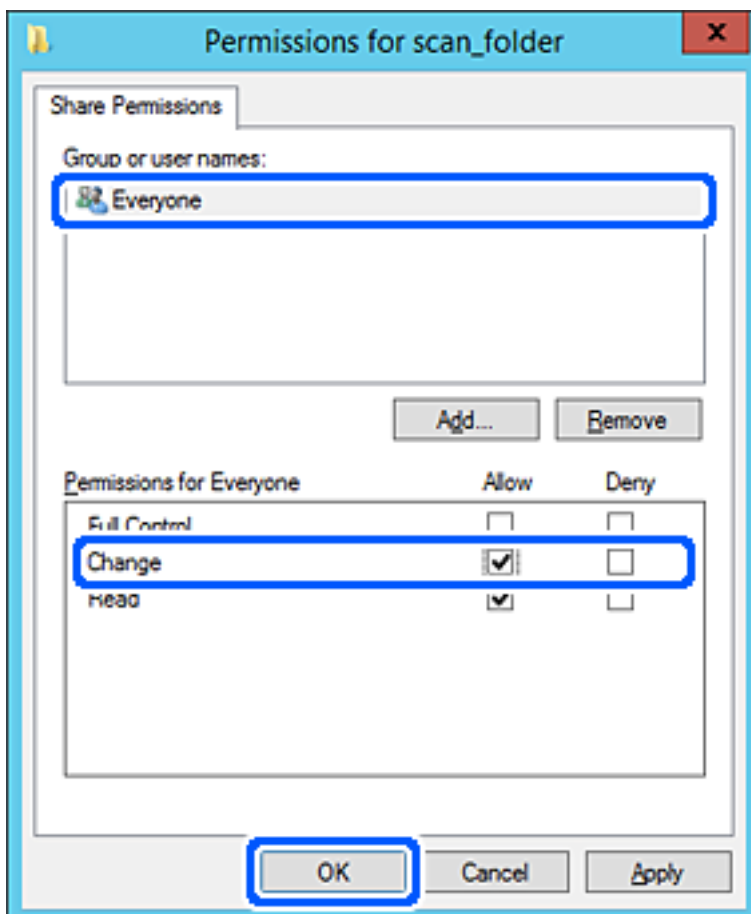 Permissions for scan_folder
x
Share Permissions
Group or user names:
Everyone
Add... Remove
Permissions for Everyone Allow Deny
Full Control
Change
Read
OK Cancel Apply